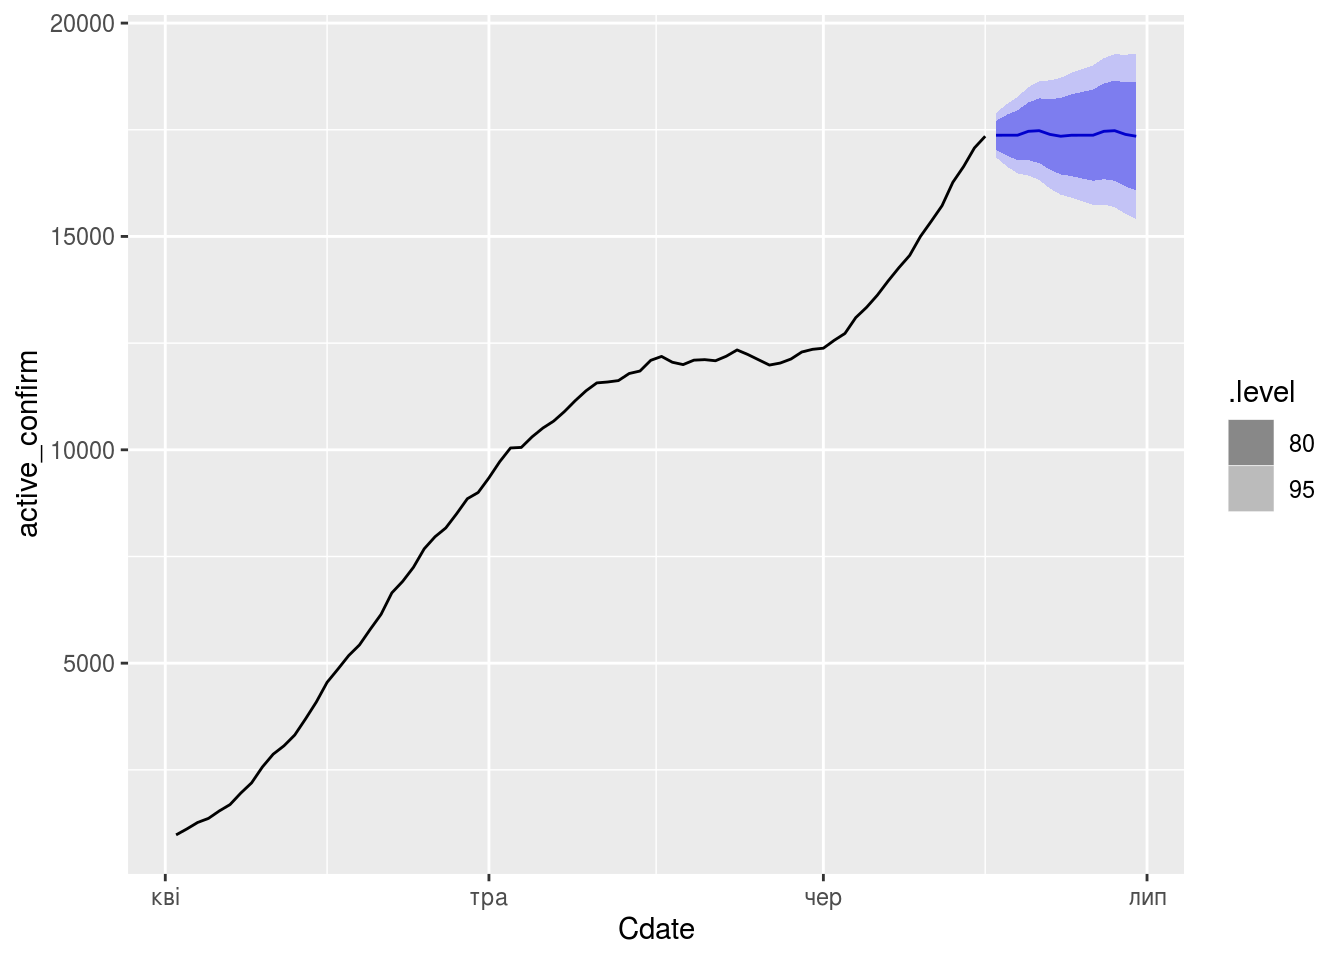 20000
15000
10000
5000
active_confirm
кві
тра
чер
лип
Cdate
.level
80
95